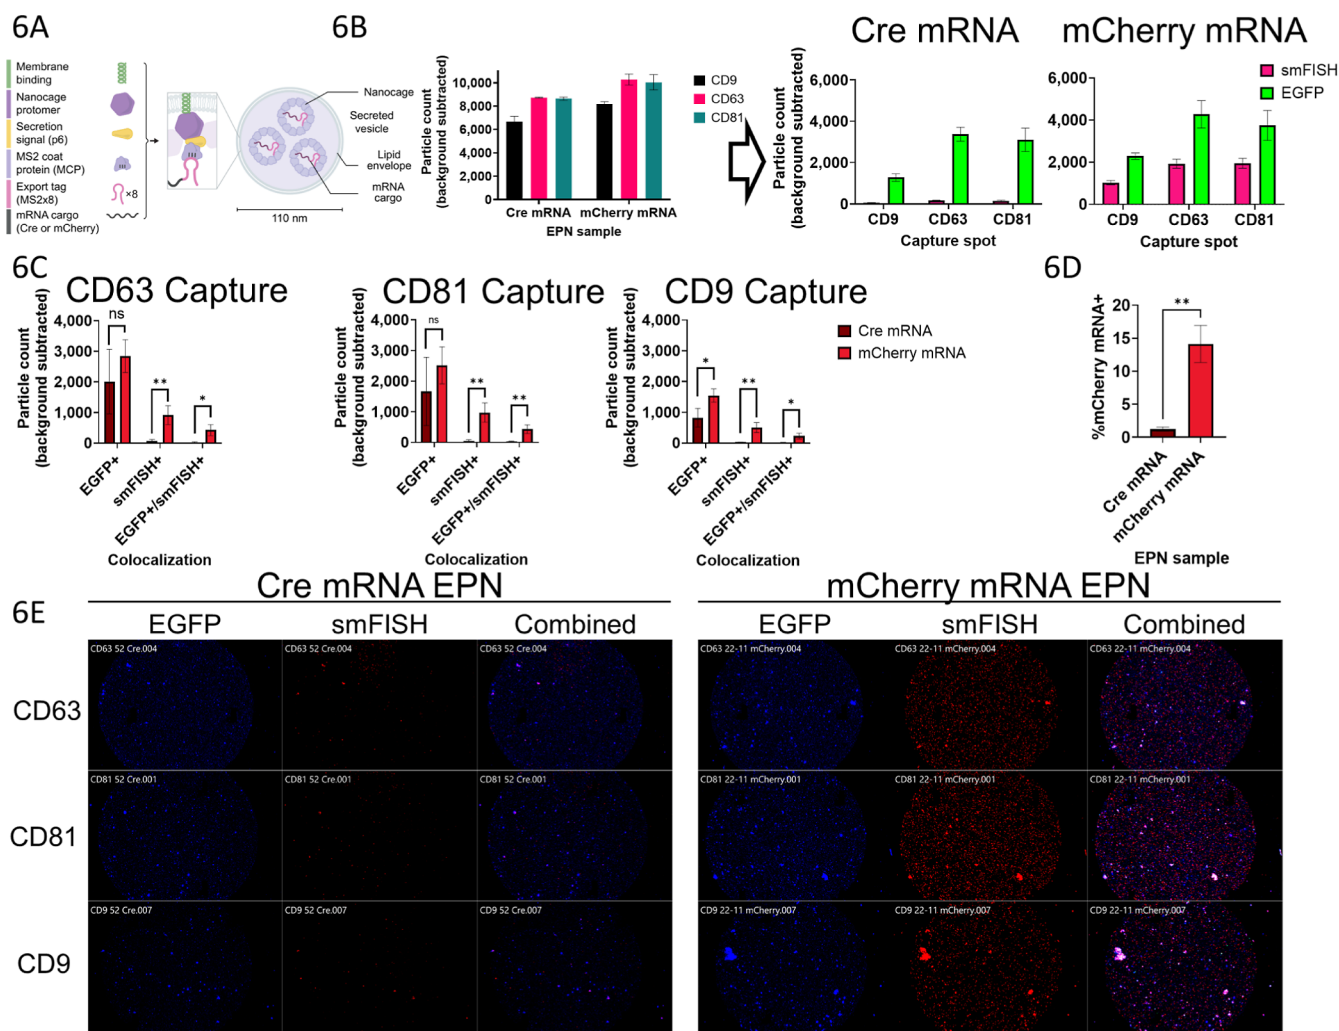 6A
Membrane
binding
Nanocage
protomer
Secretion
signal (p6)
MS2 coat
protein (MCP)
Export tag
(MS2x8)
×8
mRNA cargo
(Cre or mCherry)
Nanocage
Secreted
vesicle
Lipid
envelope
mRNA
cargo
110 nm
6B
Particle count
(background subtracted)
10,000
8,000
6,000
4,000
2,000
0
Cre mRNA mCherry mRNA
EPN sample
CD9
CD63
CD81
Cre mRNA
Particle count
(background subtracted)
6,000
4,000
2,000
0
CD9 CD63 CD81
Capture spot
mCherry mRNA
6,000
4,000
2,000
0
CD9 CD63 CD81
Capture spot
smFISH
EGFP
6C
CD63 Capture
Particle count
(background subtracted)
4,000
3,000
2,000
1,000
0
ns
**
*
EGFP+
smFISH+
EGFP+/smFISH+
Colocalization
CD81 Capture
Particle count
(background subtracted)
4,000
3,000
2,000
1,000
0
ns
**
**
EGFP+
smFISH+
EGFP+/smFISH+
Colocalization
CD9 Capture
Particle count
(background subtracted)
4,000
3,000
2,000
1,000
0
*
**
*
EGFP+
smFISH+
EGFP+/smFISH+
Colocalization
Cre mRNA
mCherry mRNA
6D
%mCherry mRNA+
20
15
10
5
0
**
Cre mRNA
mCherry mRNA
EPN sample
6E
Cre mRNA EPN
mCherry mRNA EPN
EGFP smFISH Combined
EGFP smFISH Combined
CD63
CD63 52 Cre.004
CD63 52 Cre.004
CD63 52 Cre.004
CD63 22-11 mCherry.004
CD63 22-11 mCherry.004
CD63 22-11 mCherry.004
CD81
CD81 52 Cre.001
CD81 52 Cre.001
CD81 52 Cre.001
CD81 22-11 mCherry.001
CD81 22-11 mCherry.001
CD81 22-11 mCherry.001
CD9
CD9 52 Cre.007
CD9 52 Cre.007
CD9 52 Cre.007
CD9 22-11 mCherry.007
CD9 22-11 mCherry.007
CD9 22-11 mCherry.007